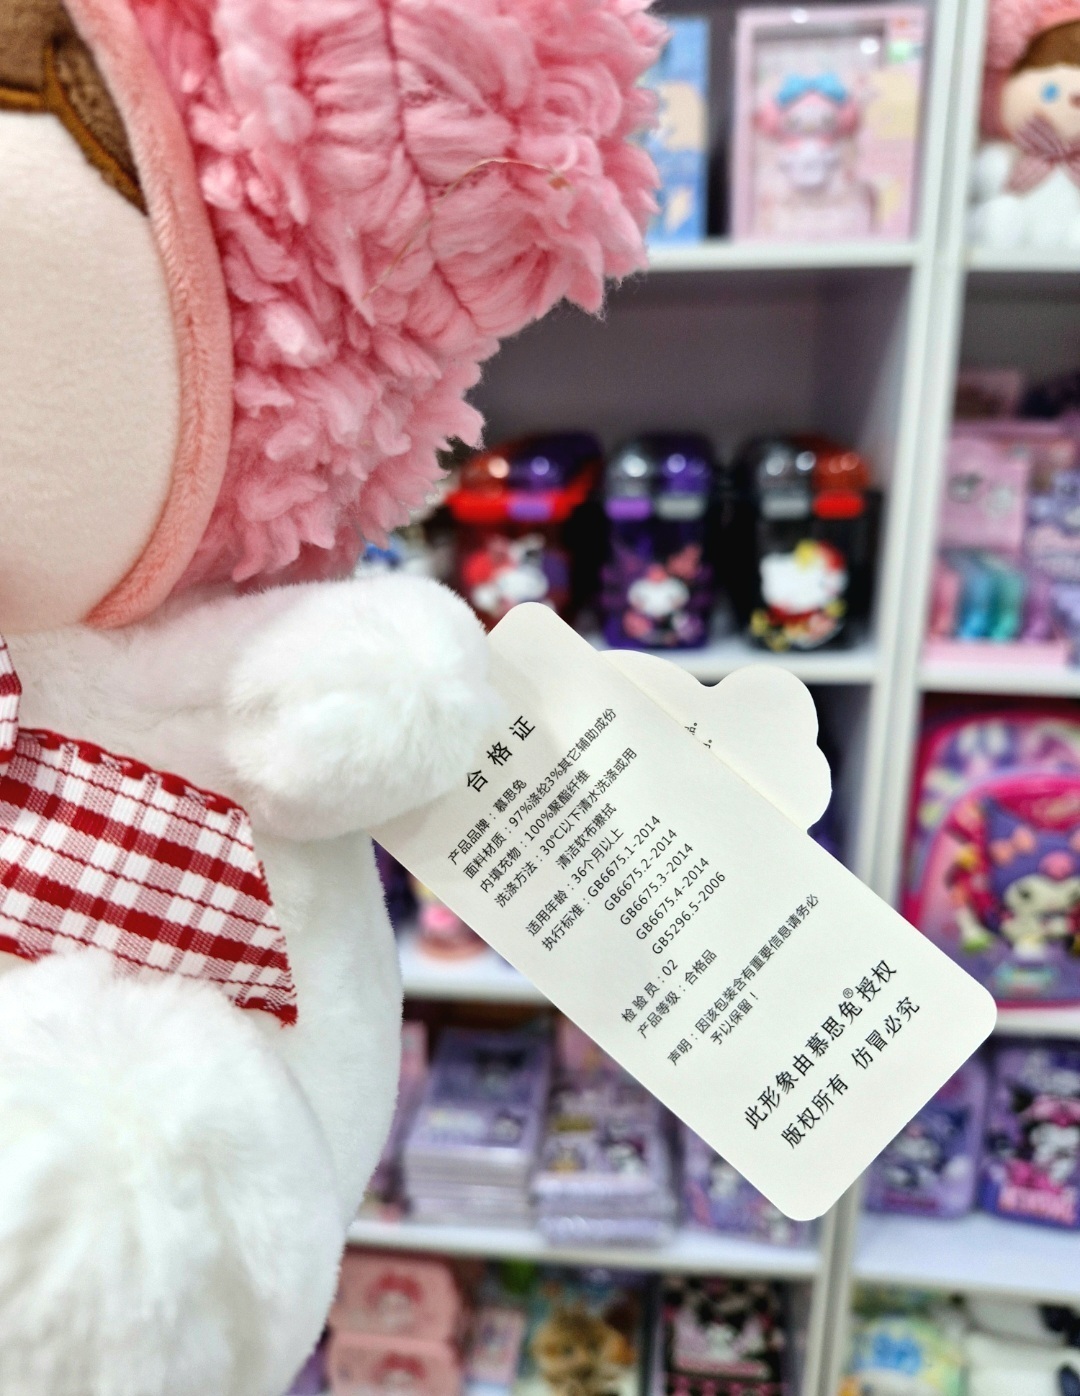 合格证
产品品牌：慕思兔
面料材质：97%涤纶3%其它辅助成份
内填充物：100%聚酯纤维
洗涤方法：30℃以下清水洗涤或用
清洁软布擦拭
适用年龄：36个月以上
执行标准：GB6675.1-2014
GB6675.2-2014
GB6675.3-2014
GB6675.4-2014
GB5296.5-2006
检验员：02
产品等级：合格品
声明：因该包装含有重要信息请务必
予以保留！
此形象由慕思兔®授权
版权所有 仿冒必究